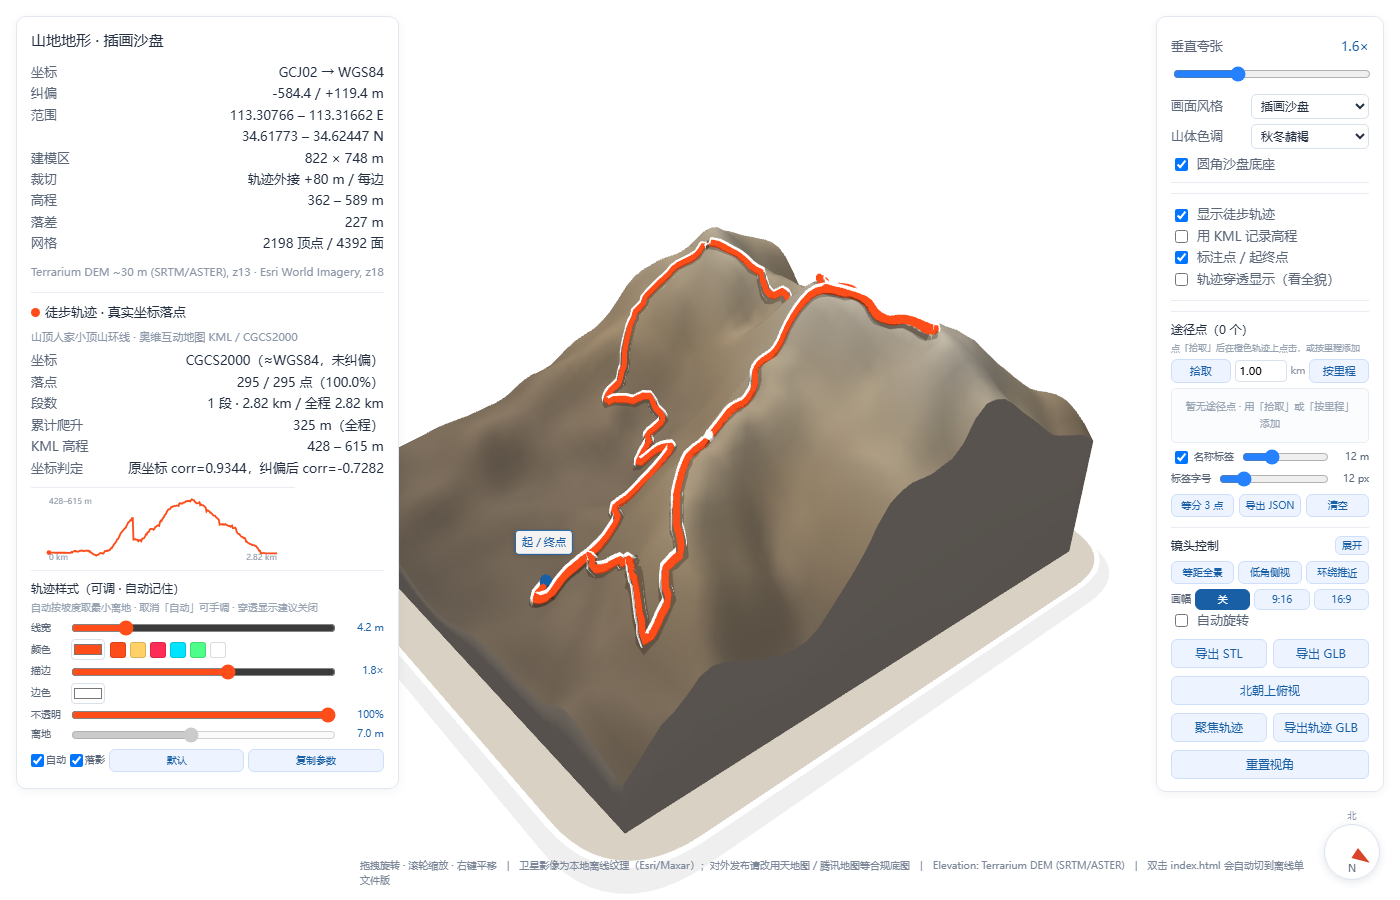 山地地形 · 插画沙盘
坐标 GCJ02 → WGS84
纠偏 -584.4 / +119.4 m
范围 113.30766 – 113.31662 E
34.61773 – 34.62447 N
建模区 822 × 748 m
裁切 轨迹外接 +80 m / 每边
高程 362 – 589 m
落差 227 m
网格 2198 顶点 / 4392 面
Terrarium DEM ~30 m (SRTM/ASTER), z13 · Esri World Imagery, z18
徒步轨迹 · 真实坐标落点
山顶人家小顶山环线 · 奥维互动地图 KML / CGCS2000
坐标 CGCS2000（≈WGS84，未纠偏）
落点 295 / 295 点（100.0%）
段数 1 段 · 2.82 km / 全程 2.82 km
累计爬升 325 m（全程）
KML 高程 428 – 615 m
坐标判定 原坐标 corr=0.9344，纠偏后 corr=-0.7282
428–615 m
0 km 2.82 km
轨迹样式（可调 · 自动记住）
自动按坡度取最小离地 · 取消「自动」可手调 · 穿透显示建议关闭
线宽 4.2 m
颜色
描边 1.8×
边色
不透明 100%
离地 7.0 m
自动 落影 默认 复制参数
起 / 终点
垂直夸张 1.6×
画面风格 插画沙盘
山体色调 秋冬赭褐
圆角沙盘底座
显示徒步轨迹
用 KML 记录高程
标注点 / 起终点
轨迹穿透显示（看全貌）
途径点（0 个）
点「拾取」后在橙色轨迹上点击，或按里程添加
拾取 1.00 km 按里程
暂无途径点 · 用「拾取」或「按里程」
添加
名称标签 12 m
标签字号 12 px
等分 3 点 导出 JSON 清空
镜头控制 展开
等距全景 低角侧视 环绕推近
画幅 关 9:16 16:9
自动旋转
导出 STL 导出 GLB
北朝上俯视
聚焦轨迹 导出轨迹 GLB
重置视角
北
N
拖拽旋转 · 滚轮缩放 · 右键平移 | 卫星影像为本地离线纹理（Esri/Maxar）；对外发布请改用天地图 / 腾讯地图等合规底图 | Elevation: Terrarium DEM (SRTM/ASTER) | 双击 index.html 会自动切到离线单
文件版